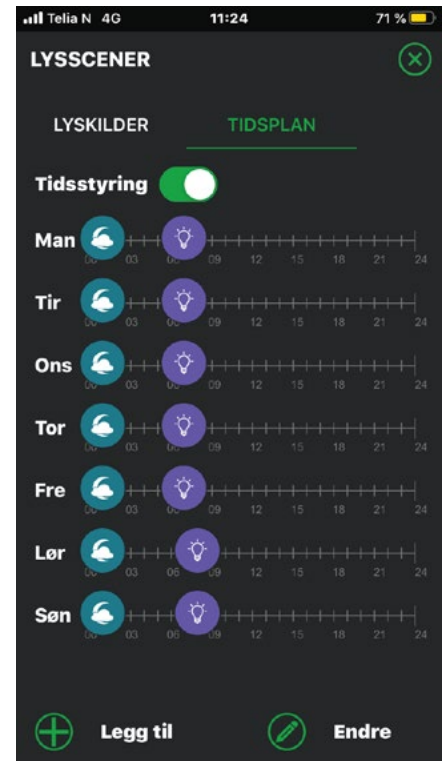 Telia N 4G 11:24 71 %
LYSSCENER
LYSKILDER TIDSPLAN
Tidsstyring
Man
03 09 12 15 18 21 24
Tir
03 09 12 15 18 21 24
Ons
03 09 12 15 18 21 24
Tor
03 09 12 15 18 21 24
Fre
03 09 12 15 18 21 24
Lør
03 06 09 12 15 18 21 24
Søn
03 06 09 12 15 18 21 24
Legg til Endre